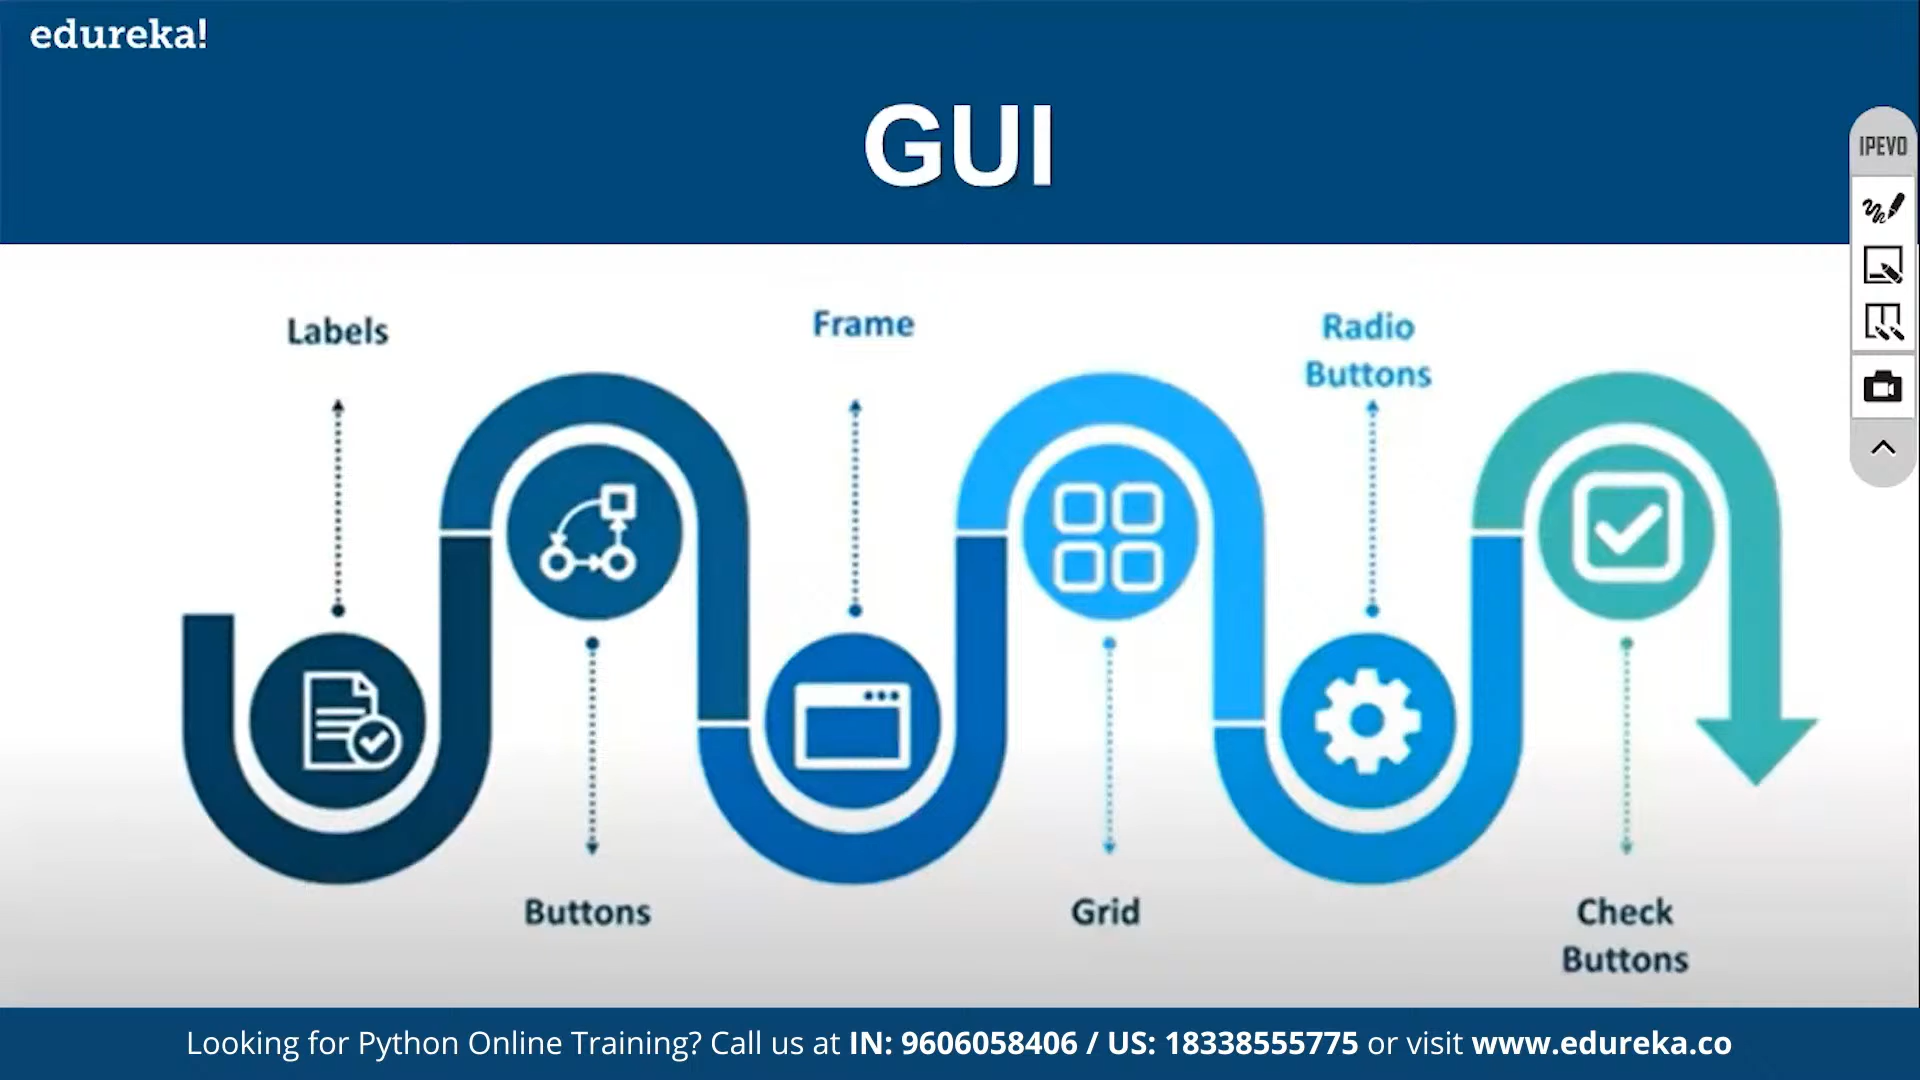 edureka!
GUI
IPEVO
Labels
Frame
Radio
Buttons
Buttons
Grid
Check
Buttons
Looking for Python Online Training? Call us at IN: 9606058406 / US: 18338555775 or visit www.edureka.co